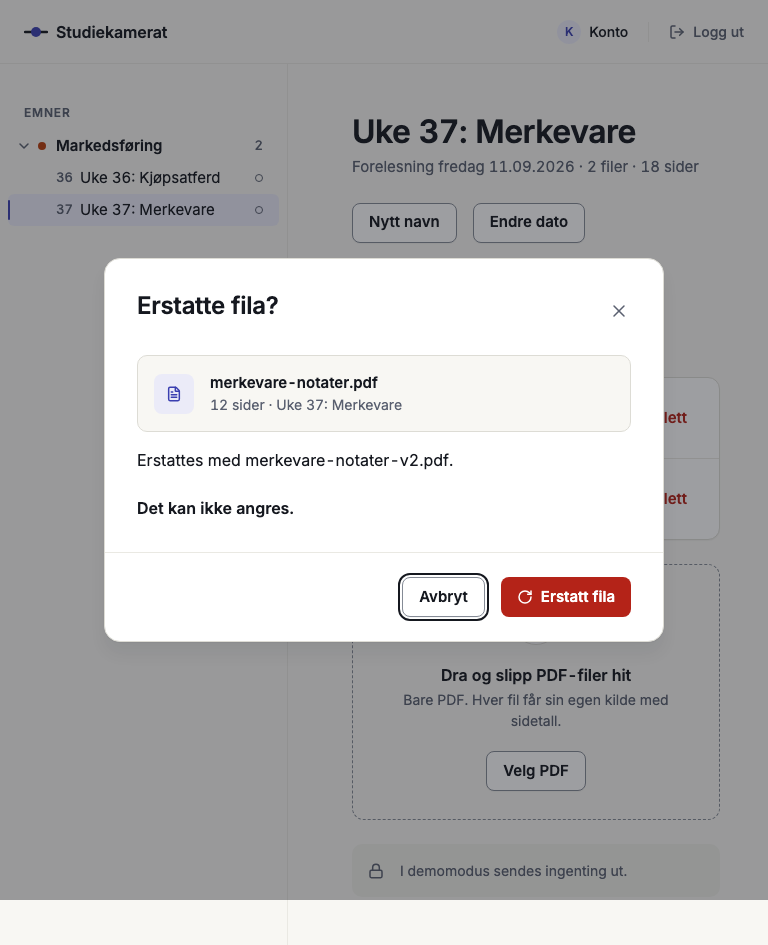 Studiekamerat
K Konto
Logg ut
EMNER
Markedsføring 2
36 Uke 36: Kjøpsatferd
37 Uke 37: Merkevare
Uke 37: Merkevare
Forelesning fredag 11.09.2026 · 2 filer · 18 sider
Nytt navn
Endre dato
Erstatte fila?
merkevare-notater.pdf
12 sider · Uke 37: Merkevare
Erstattes med merkevare-notater-v2.pdf.
Det kan ikke angres.
Avbryt
Erstatt fila
lett
lett
Dra og slipp PDF-filer hit
Bare PDF. Hver fil får sin egen kilde med
sidetall.
Velg PDF
I demomodus sendes ingenting ut.